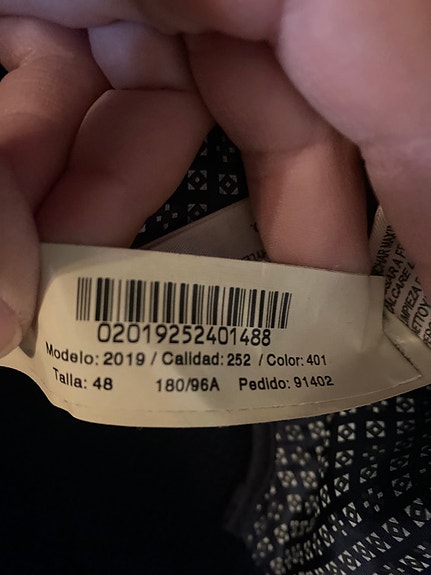 02019252401488
Modelo: 2019 / Calidad: 252 / Color: 401
Talla: 48 180/96A Pedido: 91402